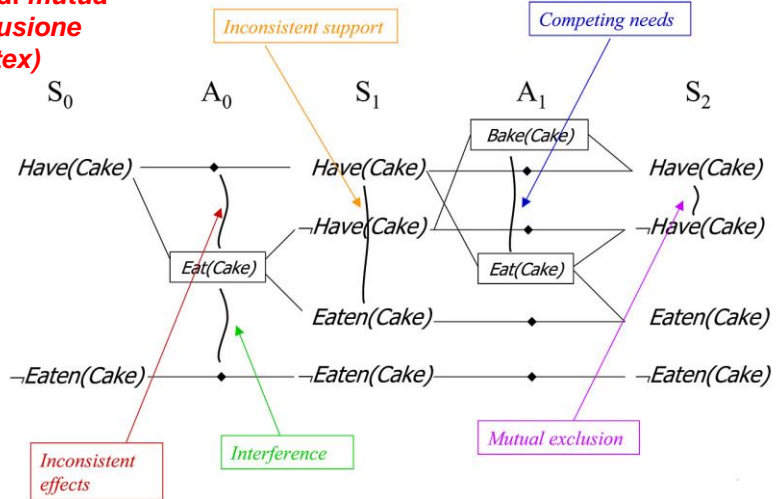 mutua
usione
tex)
Inconsistent support
Competing needs
S₀ A₀ S₁ A₁ S₂
Bake(Cake)
Have(Cake) Have(Cake) Have(Cake)
¬Have(Cake) ¬Have(Cake)
Eat(Cake) Eat(Cake)
Eaten(Cake) Eaten(Cake)
¬Eaten(Cake) ¬Eaten(Cake) ¬Eaten(Cake)
Inconsistent
effects
Interference
Mutual exclusion